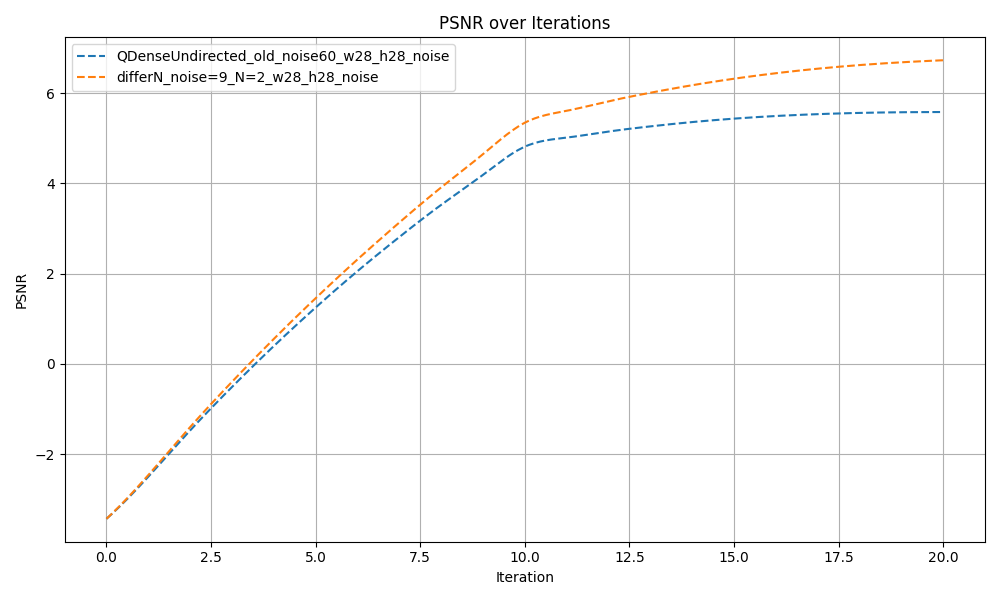 PSNR over Iterations
QDenseUndirected_old_noise60_w28_h28_noise
differN_noise=9_N=2_w28_h28_noise
PSNR
6
4
2
0
−2
0.0 2.5 5.0 7.5 10.0 12.5 15.0 17.5 20.0
Iteration